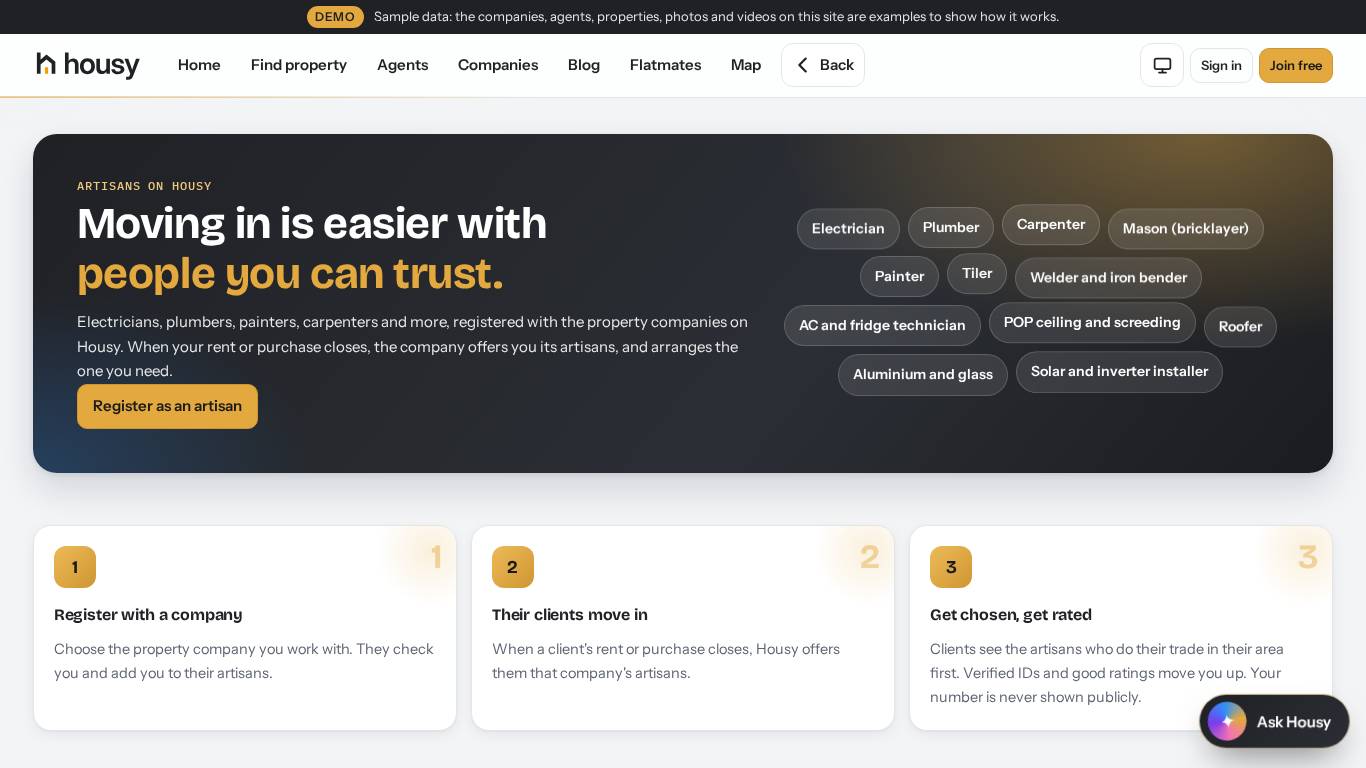 DEMO Sample data: the companies, agents, properties, photos and videos on this site are examples to show how it works.
housy Home Find property Agents Companies Blog Flatmates Map Back Sign in Join free
ARTISANS ON HOUSY
Moving in is easier with
people you can trust.
Electricians, plumbers, painters, carpenters and more, registered with the property companies on
Housy. When your rent or purchase closes, the company offers you its artisans, and arranges the
one you need.
Register as an artisan
Electrician Plumber Carpenter Mason (bricklayer)
Painter Tiler Welder and iron bender
AC and fridge technician POP ceiling and screeding Roofer
Aluminium and glass Solar and inverter installer
1 1
Register with a company
Choose the property company you work with. They check
you and add you to their artisans.
2 2
Their clients move in
When a client's rent or purchase closes, Housy offers
them that company's artisans.
3 3
Get chosen, get rated
Clients see the artisans who do their trade in their area
first. Verified IDs and good ratings move you up. Your
number is never shown publicly.
Ask Housy